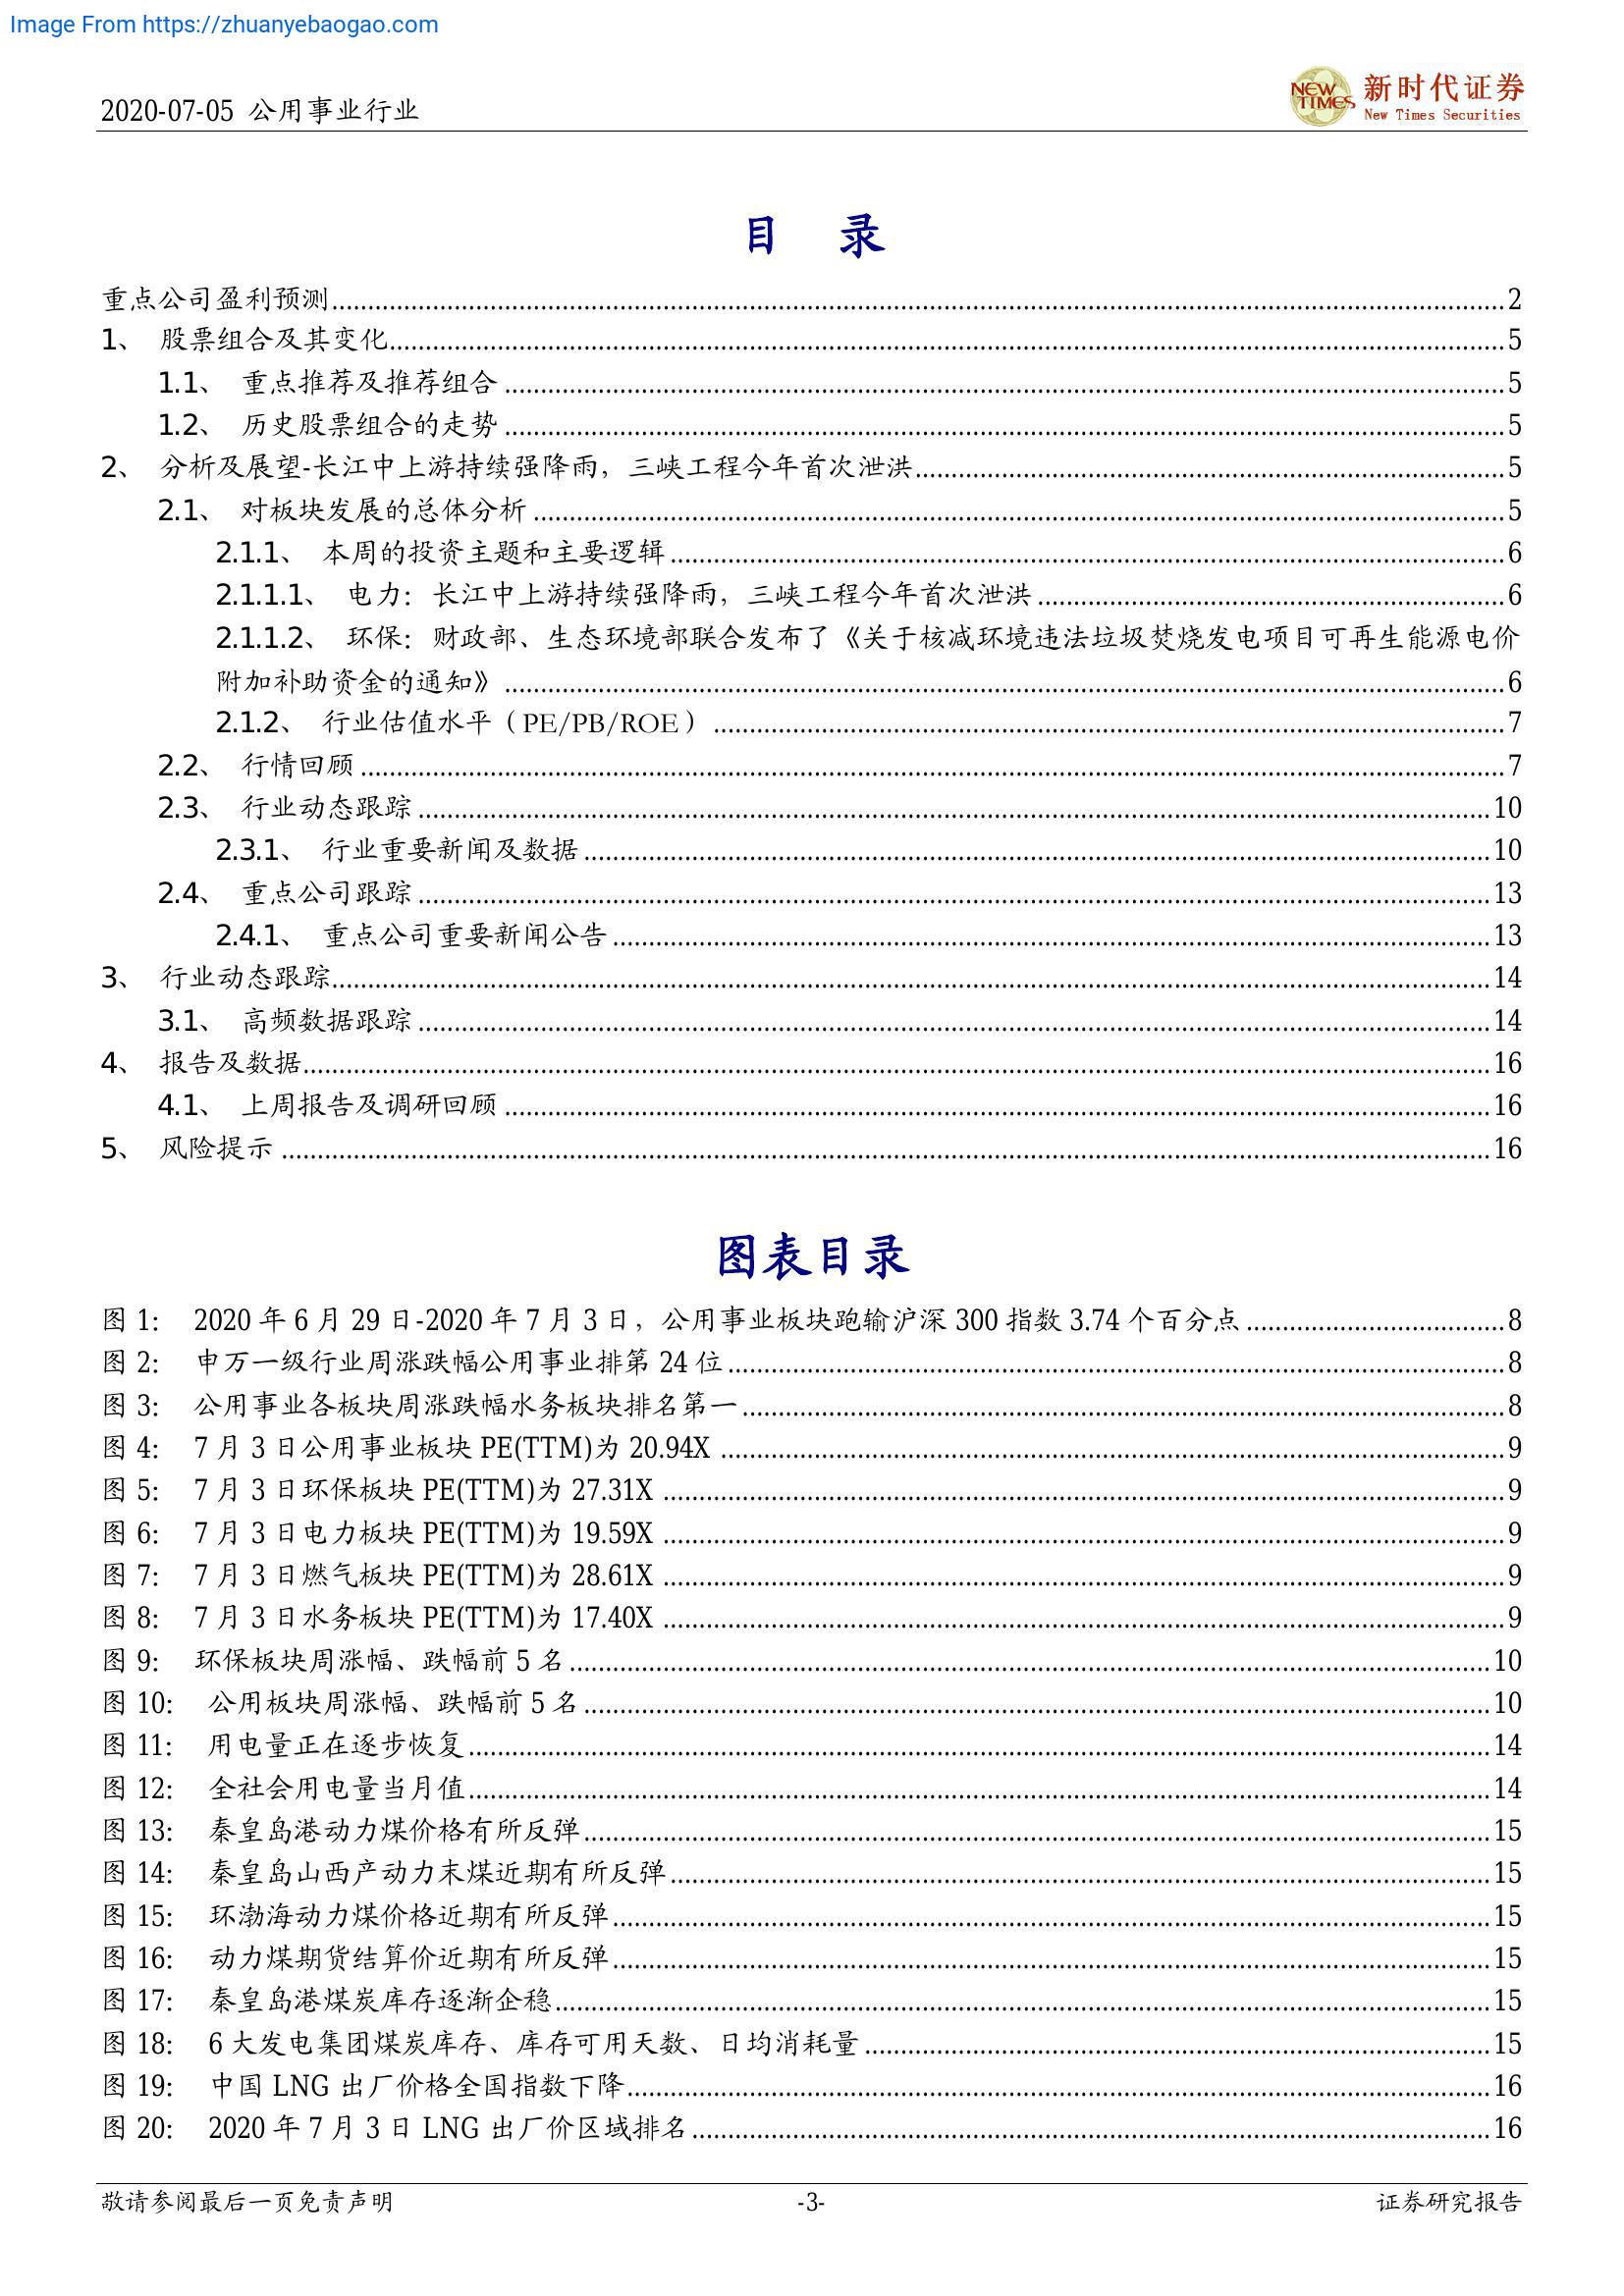 Image From https://zhuanyebaogao.com
2020-07-05 公用事业行业
NEW TIMES
新时代证券
New Times Securities
目 录
重点公司盈利预测 2
1、 股票组合及其变化 5
1.1、 重点推荐及推荐组合 5
1.2、 历史股票组合的走势 5
2、 分析及展望-长江中上游持续强降雨，三峡工程今年首次泄洪 5
2.1、 对板块发展的总体分析 5
2.1.1、 本周的投资主题和主要逻辑 6
2.1.1.1、 电力：长江中上游持续强降雨，三峡工程今年首次泄洪 6
2.1.1.2、 环保：财政部、生态环境部联合发布了《关于核减环境违法垃圾焚烧发电项目可再生能源电价
附加补助资金的通知》 6
2.1.2、 行业估值水平（PE/PB/ROE） 7
2.2、 行情回顾 7
2.3、 行业动态跟踪 10
2.3.1、 行业重要新闻及数据 10
2.4、 重点公司跟踪 13
2.4.1、 重点公司重要新闻公告 13
3、 行业动态跟踪 14
3.1、 高频数据跟踪 14
4、 报告及数据 16
4.1、 上周报告及调研回顾 16
5、 风险提示 16
图表目录
图 1: 2020 年 6 月 29 日-2020 年 7 月 3 日，公用事业板块跑输沪深 300 指数 3.74 个百分点 8
图 2: 申万一级行业周涨跌幅公用事业排第 24 位 8
图 3: 公用事业各板块周涨跌幅水务板块排名第一 8
图 4: 7 月 3 日公用事业板块 PE(TTM)为 20.94X 9
图 5: 7 月 3 日环保板块 PE(TTM)为 27.31X 9
图 6: 7 月 3 日电力板块 PE(TTM)为 19.59X 9
图 7: 7 月 3 日燃气板块 PE(TTM)为 28.61X 9
图 8: 7 月 3 日水务板块 PE(TTM)为 17.40X 9
图 9: 环保板块周涨幅、跌幅前 5 名 10
图 10: 公用板块周涨幅、跌幅前 5 名 10
图 11: 用电量正在逐步恢复 14
图 12: 全社会用电量当月值 14
图 13: 秦皇岛港动力煤价格有所反弹 15
图 14: 秦皇岛山西产动力末煤近期有所反弹 15
图 15: 环渤海动力煤价格近期有所反弹 15
图 16: 动力煤期货结算价近期有所反弹 15
图 17: 秦皇岛港煤炭库存逐渐企稳 15
图 18: 6 大发电集团煤炭库存、库存可用天数、日均消耗量 15
图 19: 中国 LNG 出厂价格全国指数下降 16
图 20: 2020 年 7 月 3 日 LNG 出厂价区域排名 16
敬请参阅最后一页免责声明 -3- 证券研究报告